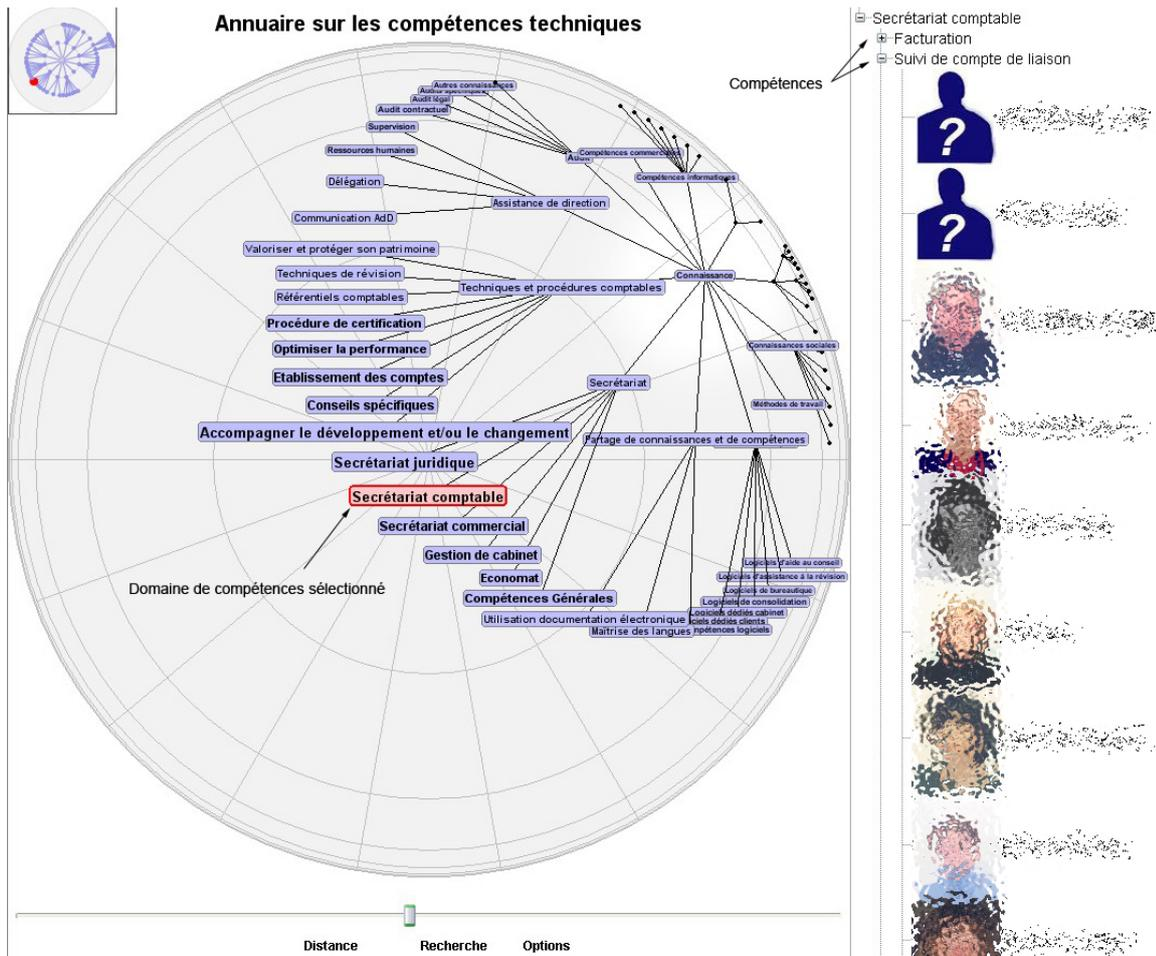 Annuaire sur les compétences techniques
Autres connaissances
Audits spécifiques
Audit légal
Audit contractuel
Supervision
Ressources humaines
Délégation
Communication AdD
Audit
Compétences commerciales
Compétences informatiques
Assistance de direction
Valoriser et protéger son patrimoine
Techniques de révision
Référentiels comptables
Techniques et procédures comptables
Connaissance
Procédure de certification
Optimiser la performance
Etablissement des comptes
Conseils spécifiques
Connaissances sociales
Secrétariat
Méthodes de travail
Accompagner le développement et/ou le changement
Partage de connaissances et de compétences
Secrétariat juridique
Secrétariat comptable
Secrétariat commercial
Gestion de cabinet
Economat
Compétences Générales
Utilisation documentation électronique
Maîtrise des langues
Logiciels d'aide au conseil
Logiciels d'assistance à la révision
Logiciels de bureautique
Logiciels de consolidation
Logiciels dédiés cabinet
ciels dédiés clients
mpétences logiciels
Domaine de compétences sélectionné
Distance Recherche Options
Secrétariat comptable
Facturation
Suivi de compte de liaison
Compétences
?
?